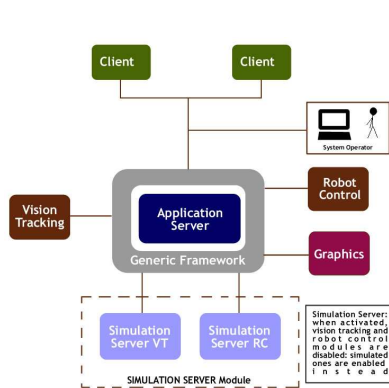 Client
Client
System Operator
Robot
Control
Vision
Tracking
Application
Server
Generic Framework
Graphics
Simulation
Server VT
Simulation
Server RC
SIMULATION SERVER Module
Simulation Server:
when activated,
vision tracking and
robot control
modules are
disabled: simulated
ones are enabled
instead